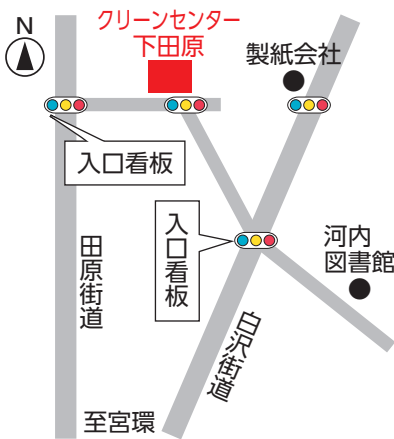 N
クリーンセンター
下田原
製紙会社
入口看板
入口看板
田原街道
河内
図書館
白沢街道
至宮環